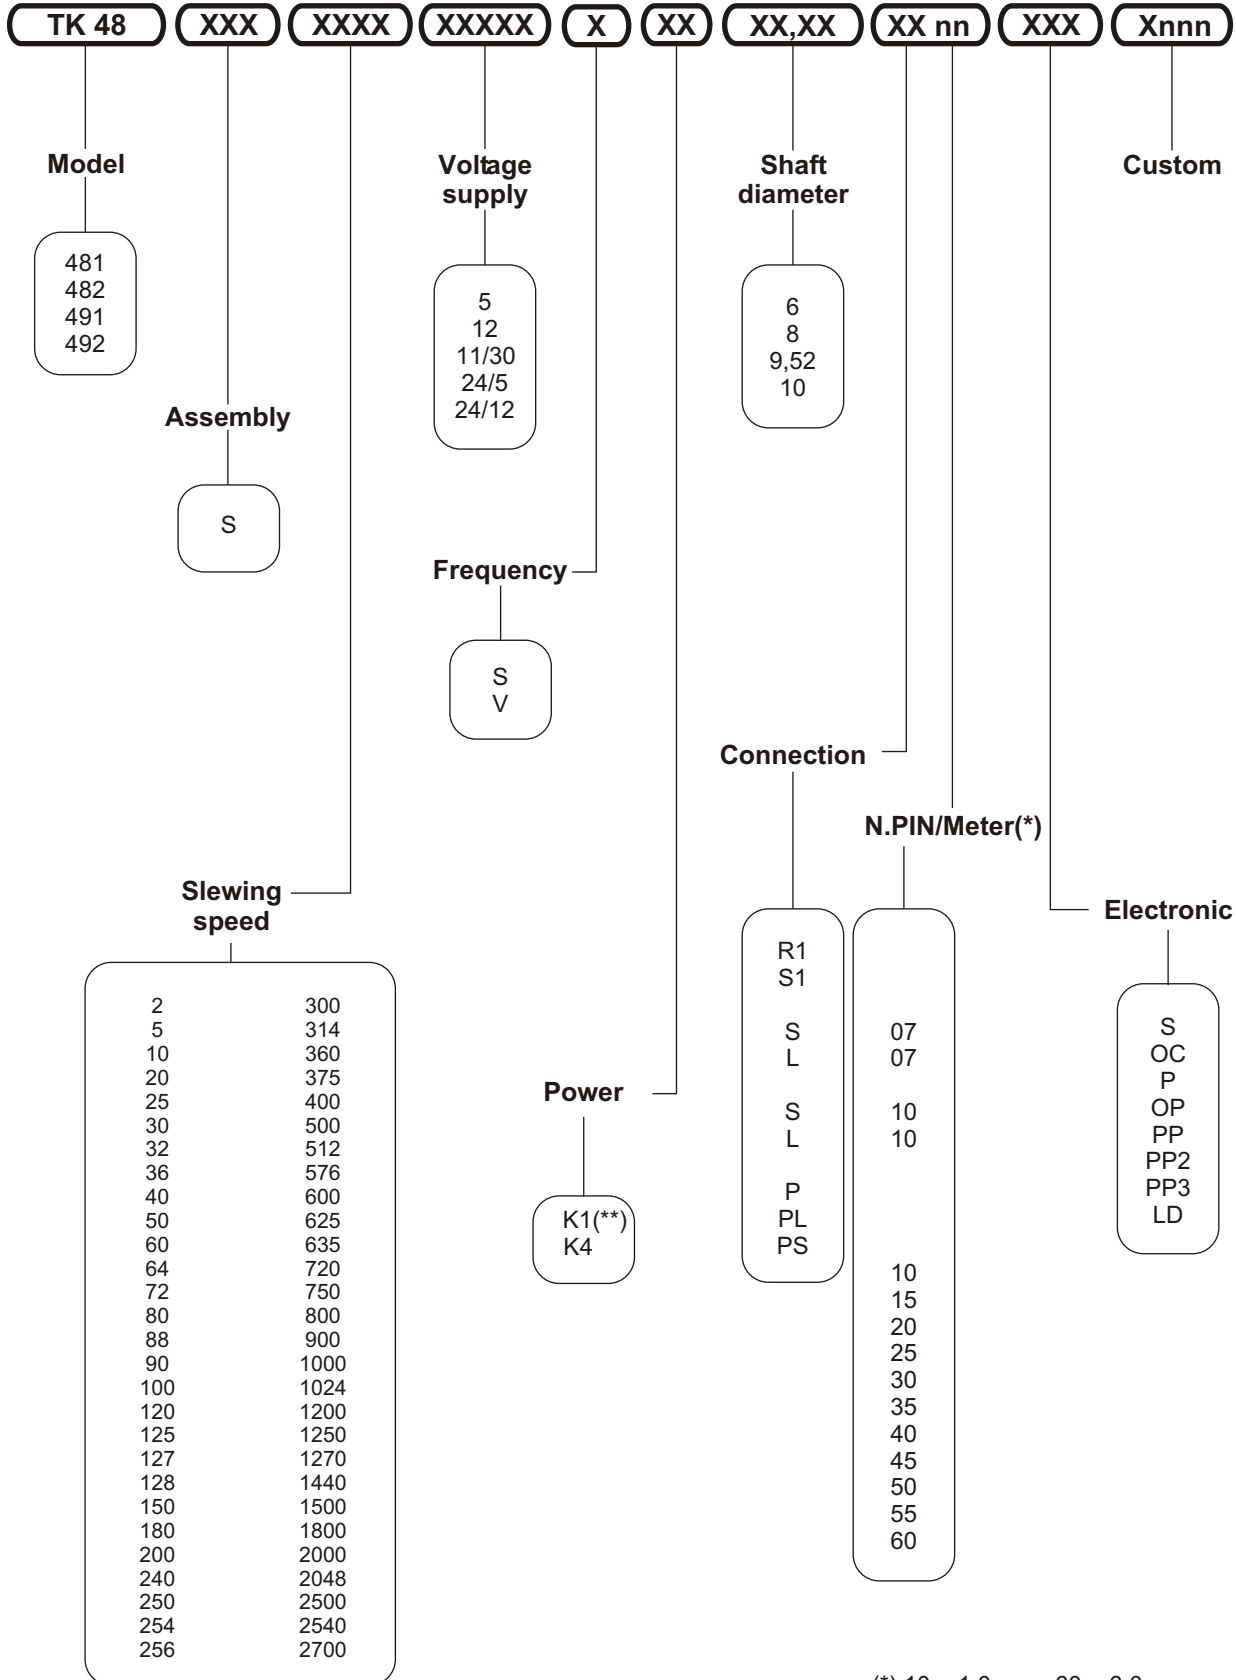 TK 48 XXX XXXX XXXXX X XX XX,XX XX nn XXX Xnnn
Model
481
482
491
492
Assembly
S
Voltage
supply
5
12
11/30
24/5
24/12
Shaft
diameter
6
8
9,52
10
Custom
Frequency
S
V
Connection
R1
S1
S 07
L 07
S 10
L 10
P
PL
PS
N.PIN/Meter(*)
10
15
20
25
30
35
40
45
50
55
60
Electronic
S
OC
P
OP
PP
PP2
PP3
LD
Power
K1(**)
K4
Slewing
speed
2 300
5 314
10 360
20 375
25 400
30 500
32 512
36 576
40 600
50 625
60 635
64 720
72 750
80 800
88 900
90 1000
100 1024
120 1200
125 1250
127 1270
128 1440
150 1500
180 1800
200 2000
240 2048
250 2500
254 2540
256 2700